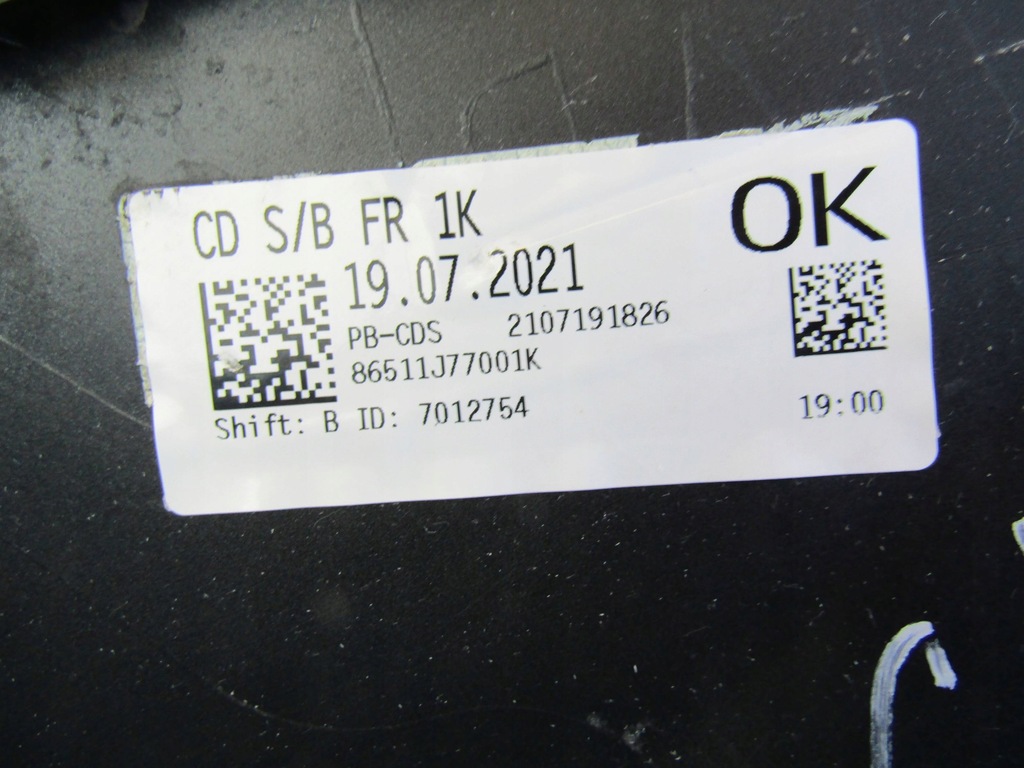 CD S/B FR 1K
OK
19.07.2021
PB-CDS 2107191826
86511J77001K
Shift: B ID: 7012754
19:00